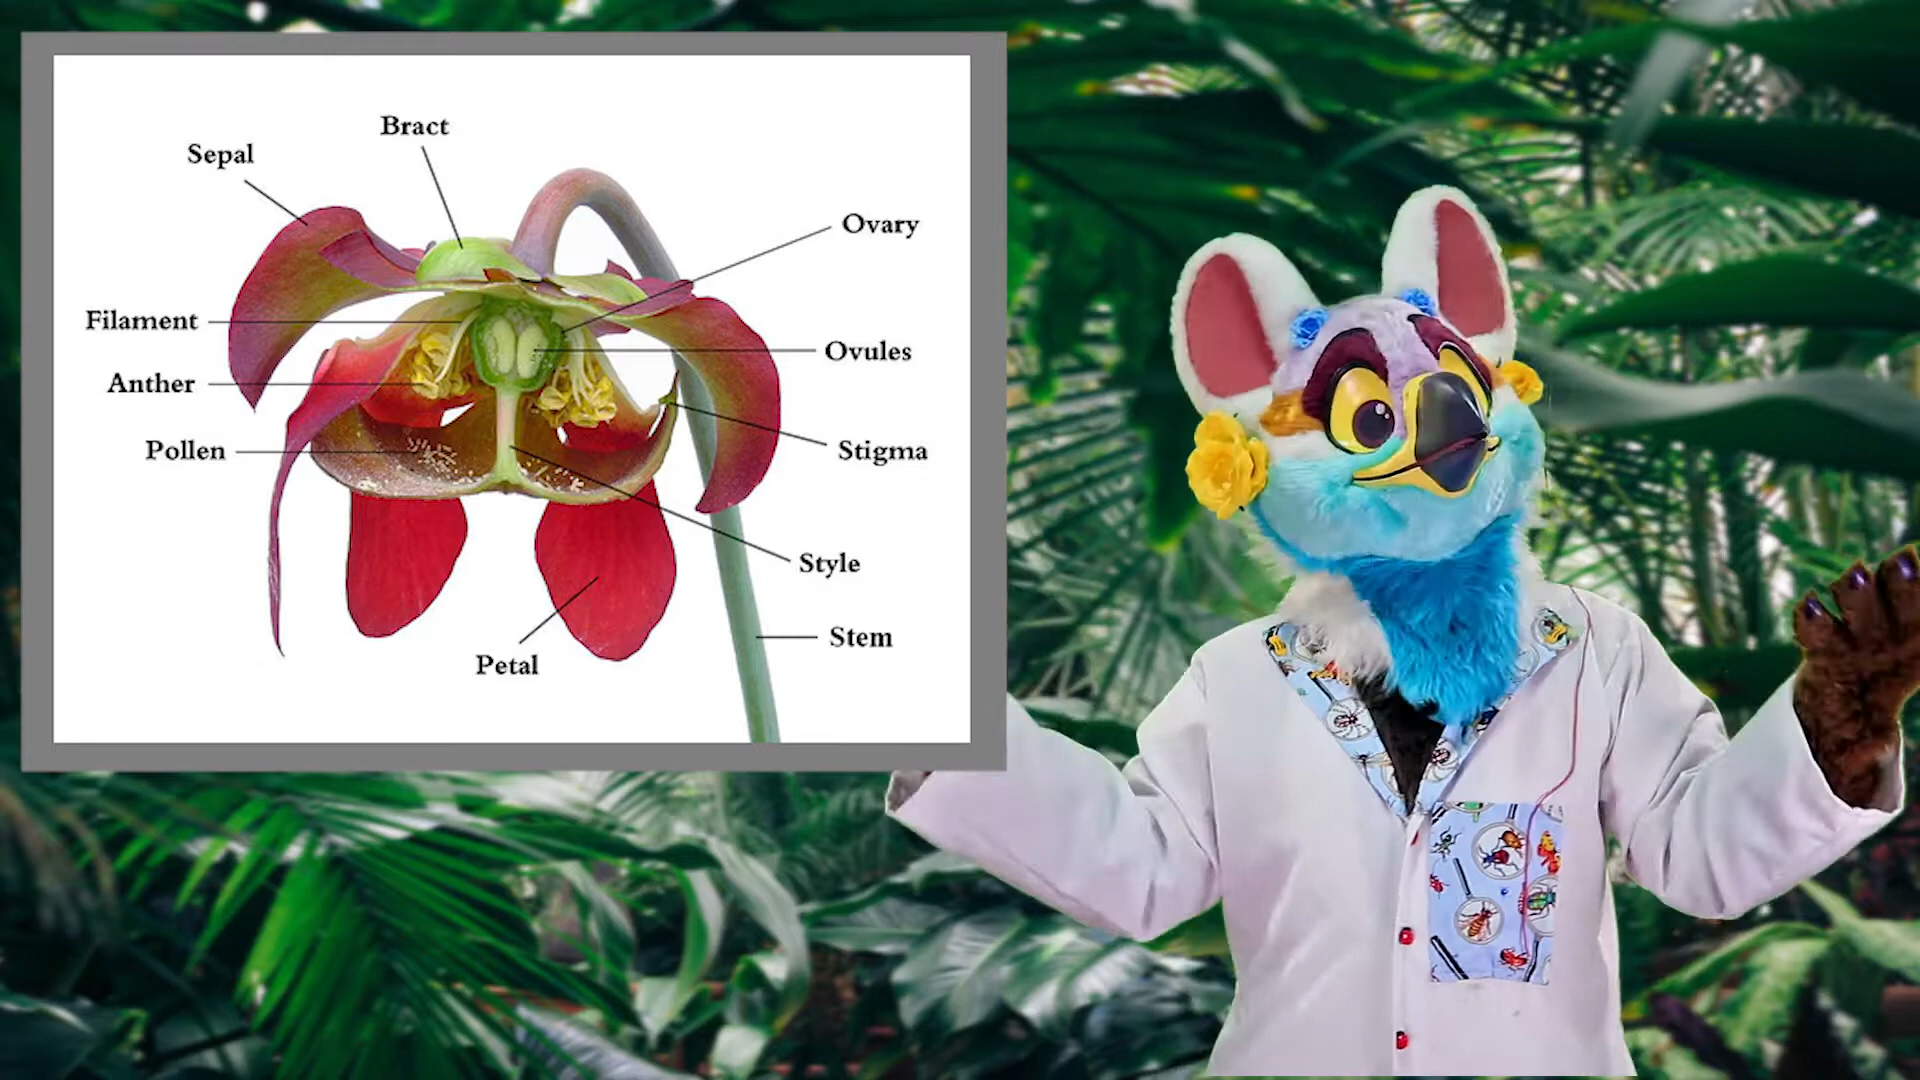 Bract
Sepal
Ovary
Filament
Ovules
Anther
Pollen
Stigma
Style
Stem
Petal